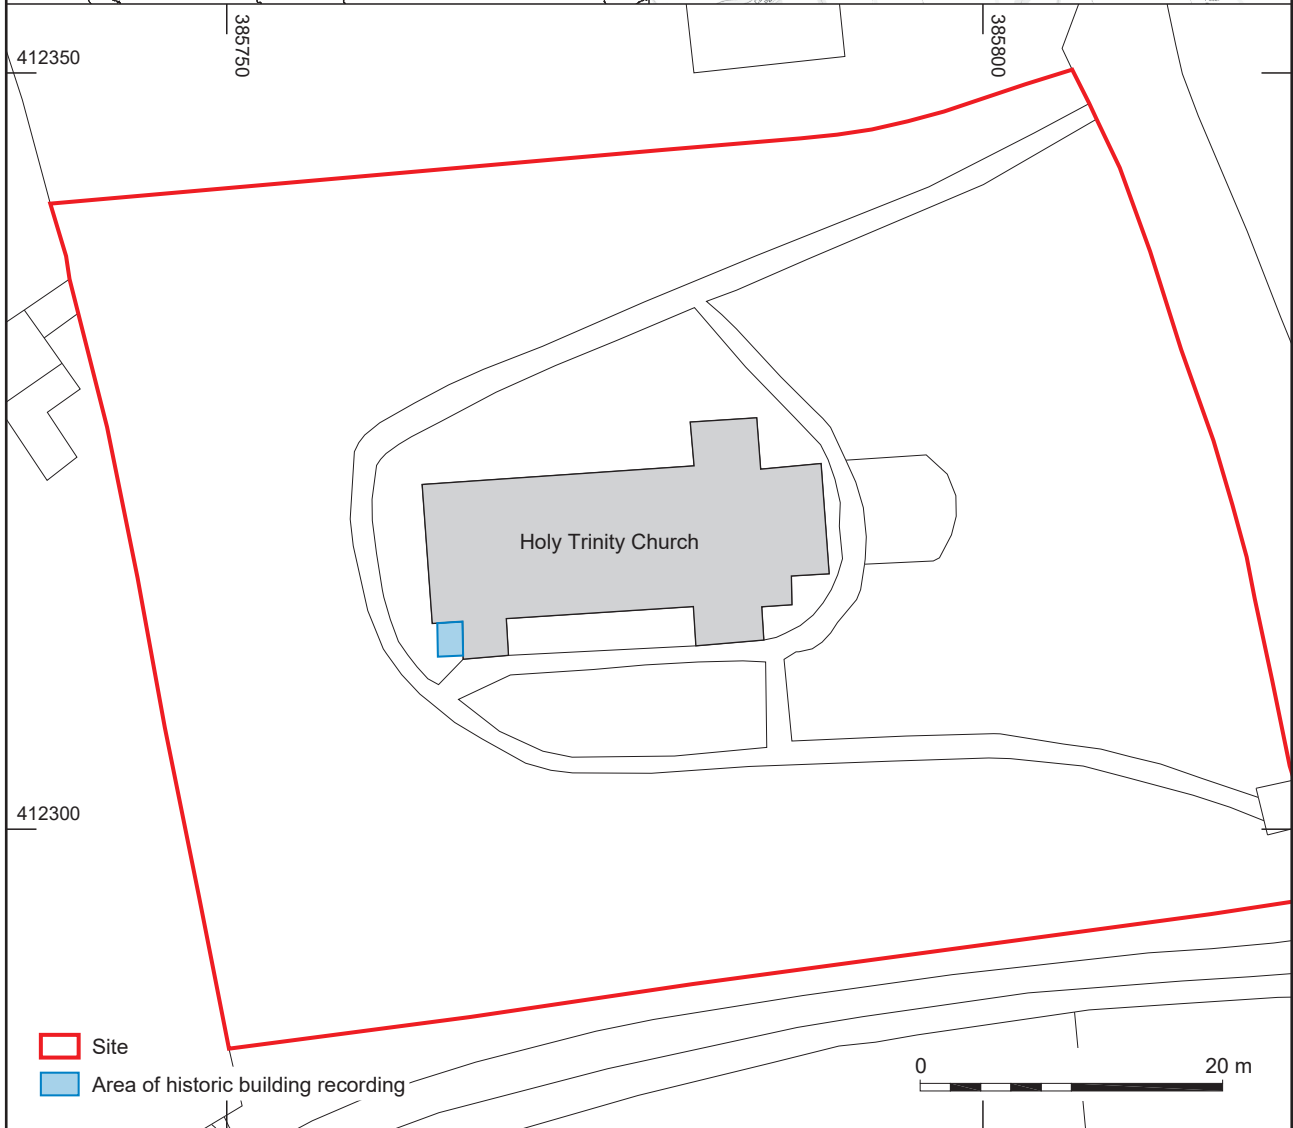 385750
385800
412350
Holy Trinity Church
412300
Site
Area of historic building recording
0
20 m